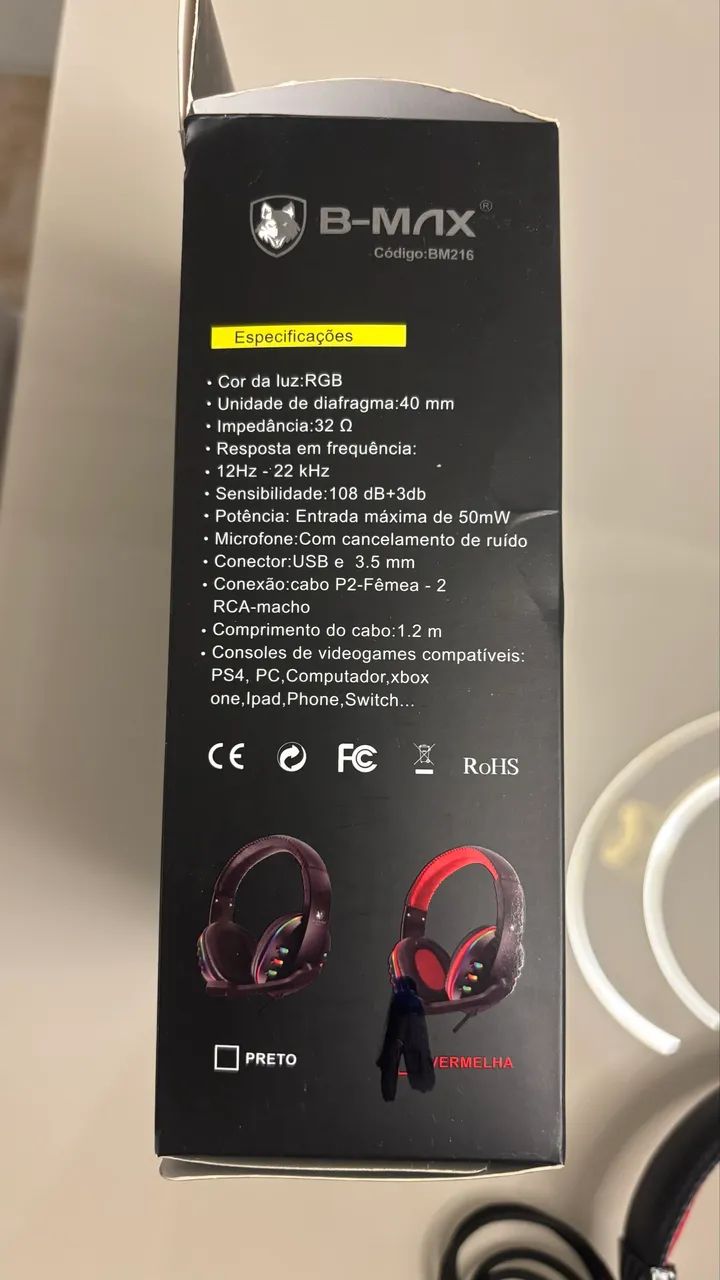 B-MAX®
Código:BM216
Especificações
• Cor da luz:RGB
• Unidade de diafragma:40 mm
• Impedância:32 Ω
• Resposta em frequência:
• 12Hz - 22 kHz
• Sensibilidade:108 dB+3db
• Potência: Entrada máxima de 50mW
• Microfone:Com cancelamento de ruído
• Conector:USB e 3.5 mm
• Conexão:cabo P2-Fêmea - 2
RCA-macho
• Comprimento do cabo:1.2 m
• Consoles de videogames compatíveis:
PS4, PC,Computador,xbox
one,Ipad,Phone,Switch...
CE FC RoHS
PRETO VERMELHA